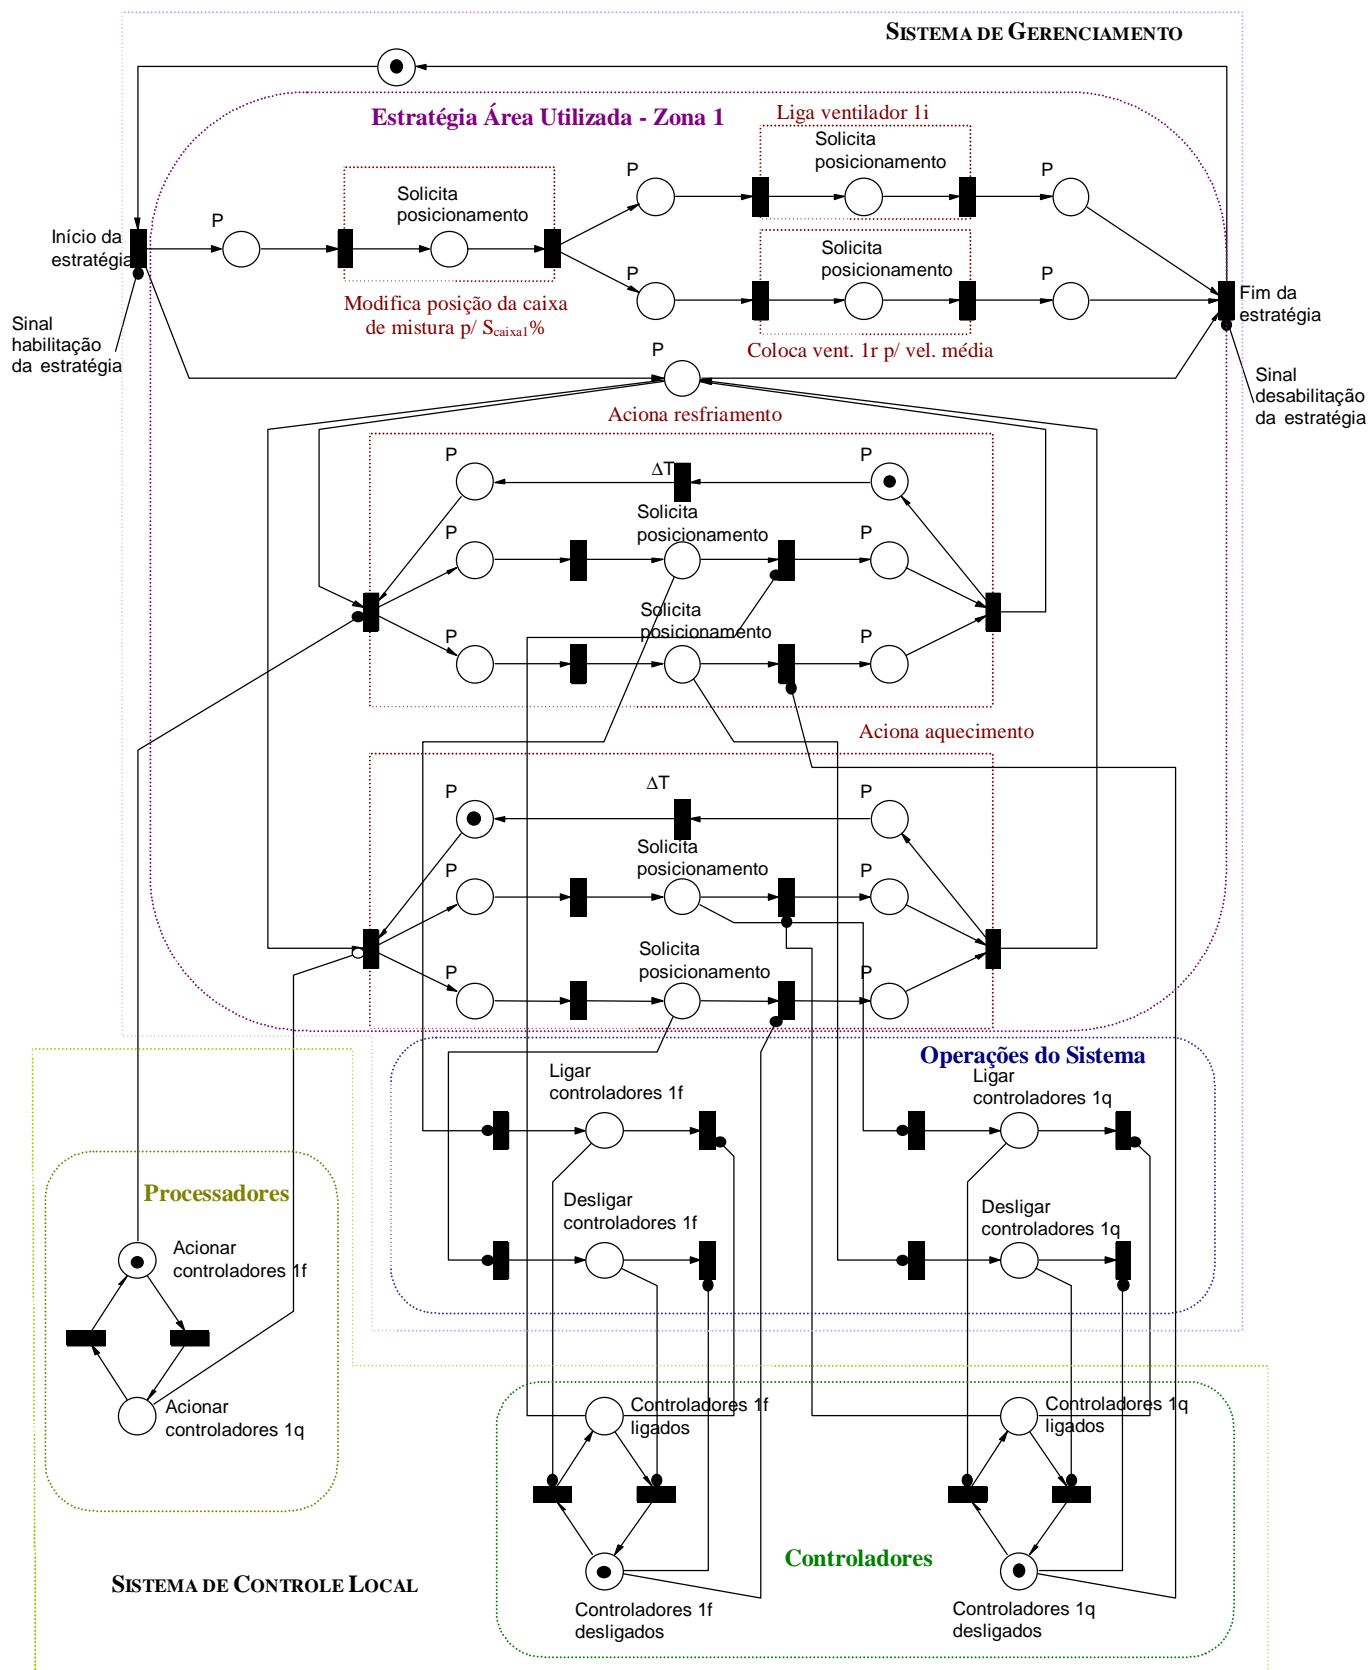 SISTEMA DE GERENCIAMENTO
Estratégia Área Utilizada - Zona 1
Liga ventilador 1i
Solicita
posicionamento
P
P
Solicita
posicionamento
P
Início da
estratégia
Solicita
posicionamento
P
P
Modifica posição da caixa
de mistura p/ Scaixa1%
Coloca vent. 1r p/ vel. média
Fim da
estratégia
Sinal
habilitação
da estratégia
P
Sinal
desabilitação
da estratégia
Aciona resfriamento
P
ΔT
P
P
Solicita
posicionamento
P
P
Solicita
posicionamento
P
Aciona aquecimento
P
ΔT
P
P
Solicita
posicionamento
P
P
Solicita
posicionamento
P
Operações do Sistema
Ligar
controladores 1f
Ligar
controladores 1q
Desligar
controladores 1f
Desligar
controladores 1q
Processadores
Acionar
controladores 1f
Acionar
controladores 1q
Controladores 1f
ligados
Controladores 1q
ligados
Controladores
SISTEMA DE CONTROLE LOCAL
Controladores 1f
desligados
Controladores 1q
desligados